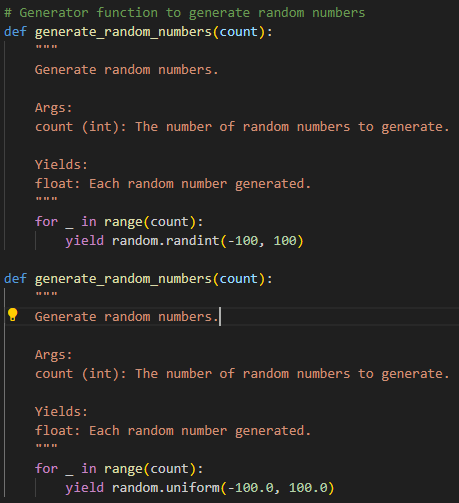 # Generator function to generate random numbers
def generate_random_numbers(count):
    """
    Generate random numbers.

    Args:
    count (int): The number of random numbers to generate.

    Yields:
    float: Each random number generated.
    """
    for _ in range(count):
        yield random.randint(-100, 100)

def generate_random_numbers(count):
    """
    Generate random numbers.

    Args:
    count (int): The number of random numbers to generate.

    Yields:
    float: Each random number generated.
    """
    for _ in range(count):
        yield random.uniform(-100.0, 100.0)